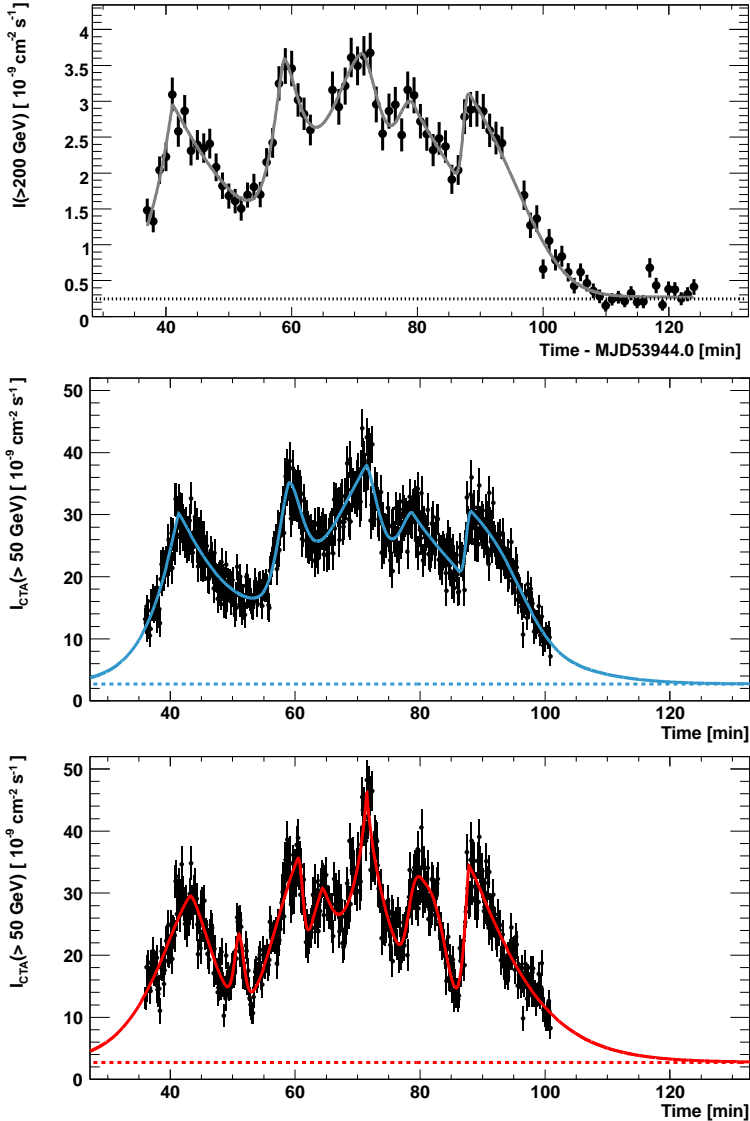 I(>200 GeV) [ 10⁻⁹ cm⁻² s⁻¹ ]
4
3.5
3
2.5
2
1.5
1
0.5
0
40 60 80 100 120
Time - MJD53944.0 [min]
I_CTA(> 50 GeV) [ 10⁻⁹ cm⁻² s⁻¹ ]
50
40
30
20
10
0
40 60 80 100 120
Time [min]
I_CTA(> 50 GeV) [ 10⁻⁹ cm⁻² s⁻¹ ]
50
40
30
20
10
0
40 60 80 100 120
Time [min]